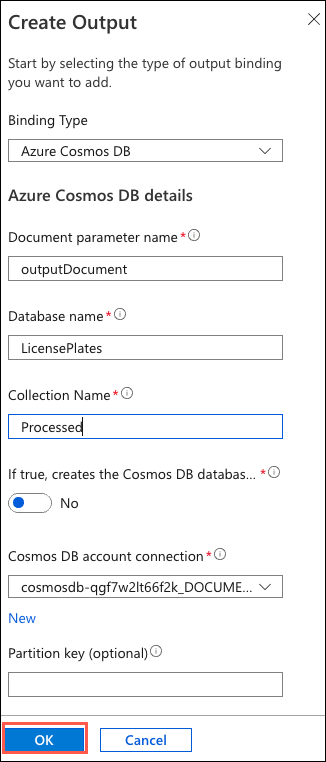 Create Output
Start by selecting the type of output binding
you want to add.
Binding Type
Azure Cosmos DB
Azure Cosmos DB details
Document parameter name *
outputDocument
Database name *
LicensePlates
Collection Name *
Processed
If true, creates the Cosmos DB databas... *
No
Cosmos DB account connection *
cosmosdb-qgf7w2lt66f2k_DOCUME...
New
Partition key (optional)
OK
Cancel